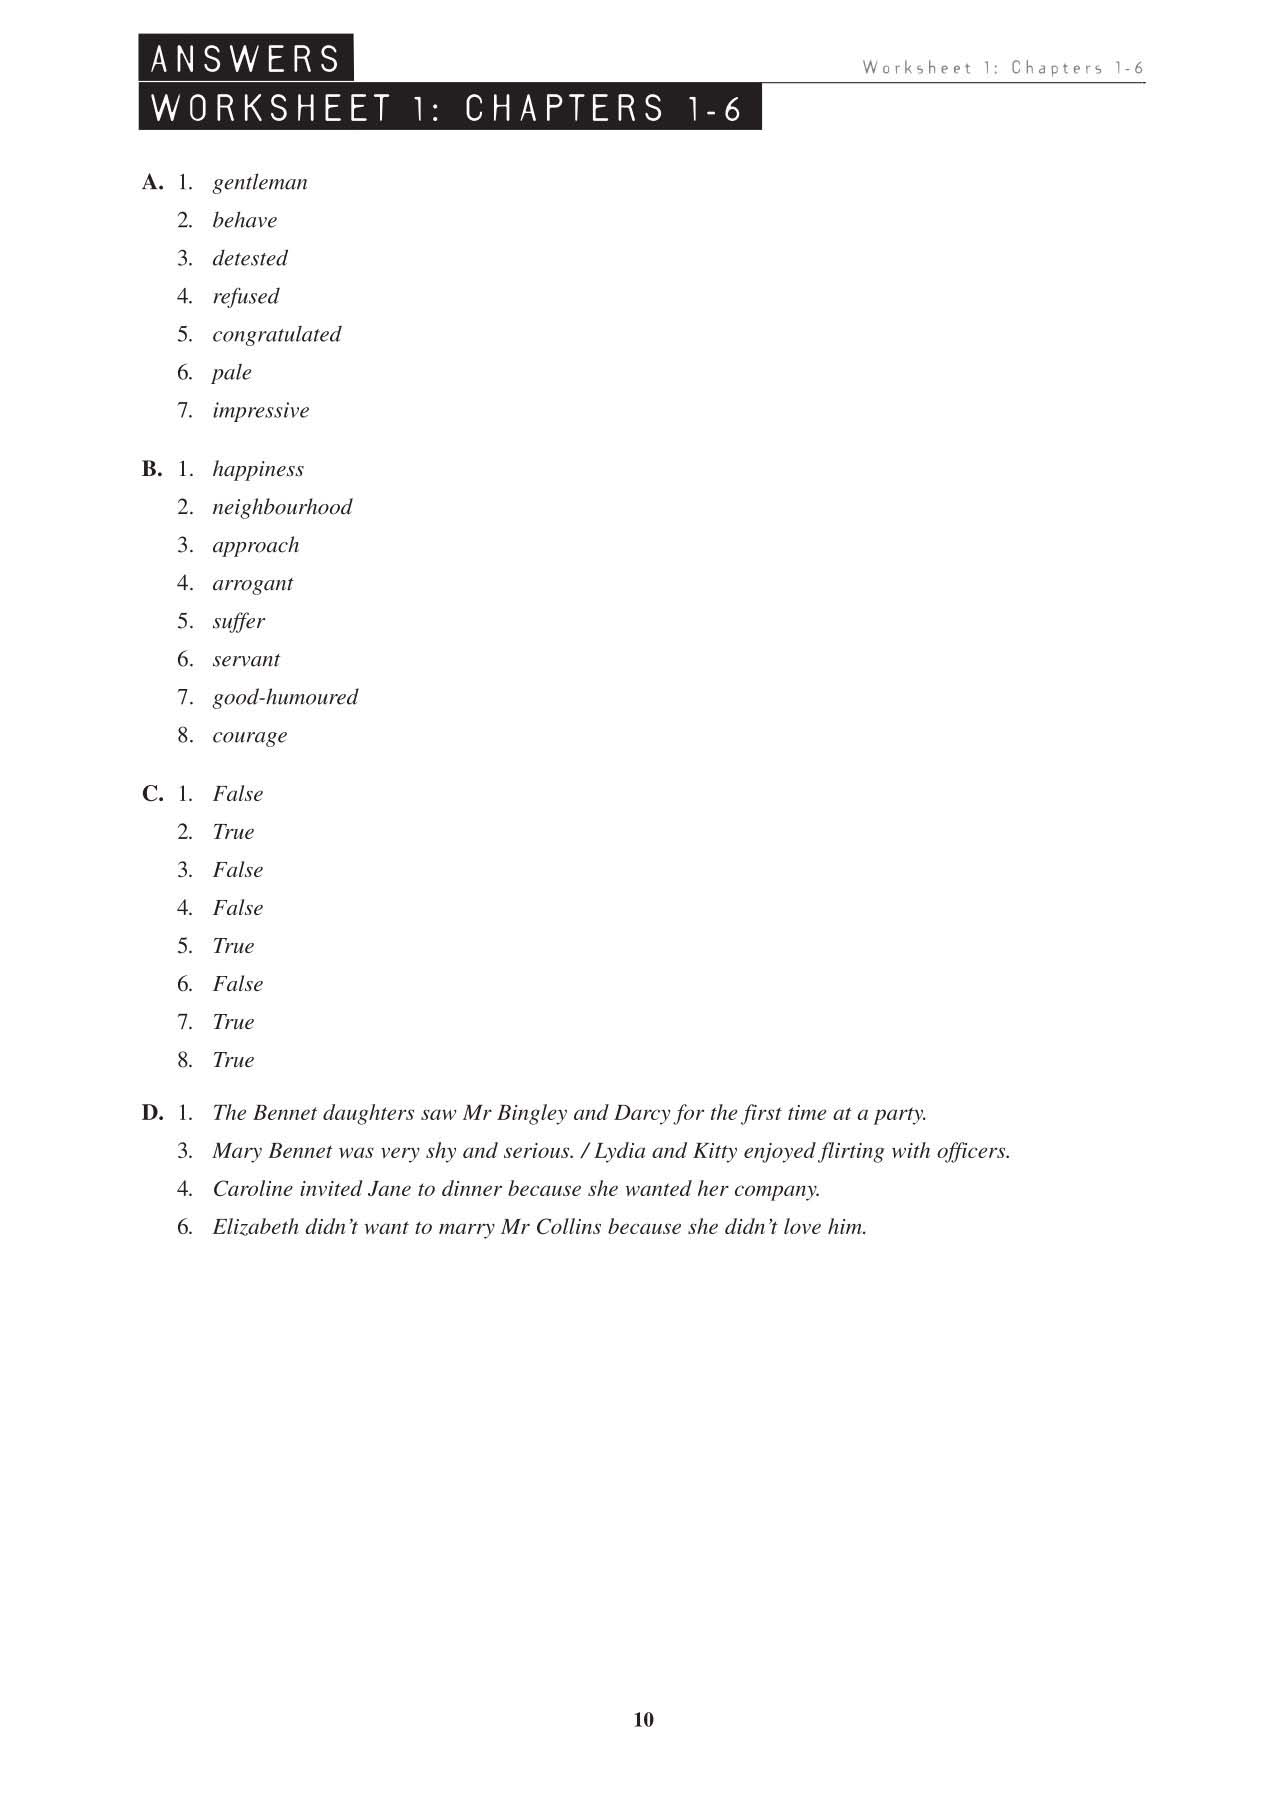 ANSWERS
Worksheet 1: Chapters 1-6
WORKSHEET 1: CHAPTERS 1-6
A. 1. gentleman
2. behave
3. detested
4. refused
5. congratulated
6. pale
7. impressive
B. 1. happiness
2. neighbourhood
3. approach
4. arrogant
5. suffer
6. servant
7. good-humoured
8. courage
C. 1. False
2. True
3. False
4. False
5. True
6. False
7. True
8. True
D. 1. The Bennet daughters saw Mr Bingley and Darcy for the first time at a party.
3. Mary Bennet was very shy and serious. / Lydia and Kitty enjoyed flirting with officers.
4. Caroline invited Jane to dinner because she wanted her company.
6. Elizabeth didn’t want to marry Mr Collins because she didn’t love him.
10